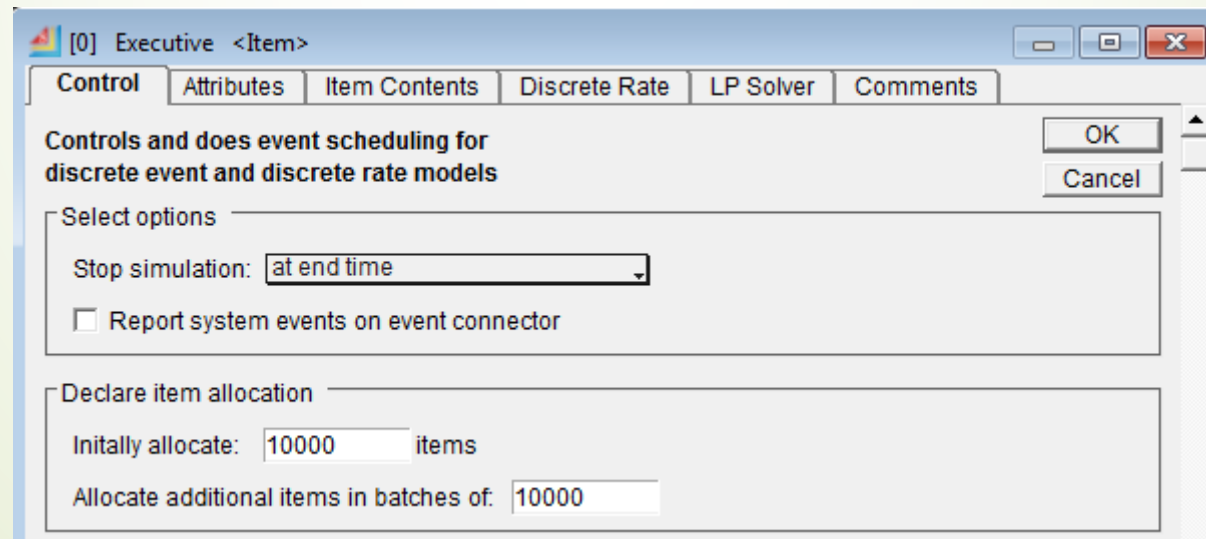 [0] Executive <Item>
Control Attributes Item Contents Discrete Rate LP Solver Comments
Controls and does event scheduling for
discrete event and discrete rate models
OK
Cancel
Select options
Stop simulation: at end time
Report system events on event connector
Declare item allocation
Initally allocate: 10000 items
Allocate additional items in batches of: 10000